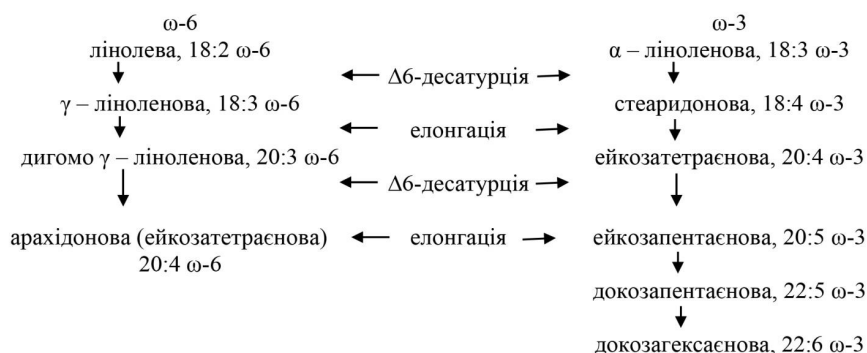 ω-6 ω-3
лінолева, 18:2 ω-6 α – ліноленова, 18:3 ω-3
Δ6-десатурція
γ – ліноленова, 18:3 ω-6 стеаридонова, 18:4 ω-3
елонгація
дигомо γ – ліноленова, 20:3 ω-6 ейкозатетраєнова, 20:4 ω-3
Δ6-десатурція
арахідонова (ейкозатетраєнова) елонгація ейкозапентаєнова, 20:5 ω-3
20:4 ω-6
докозапентаєнова, 22:5 ω-3
докозагексаєнова, 22:6 ω-3